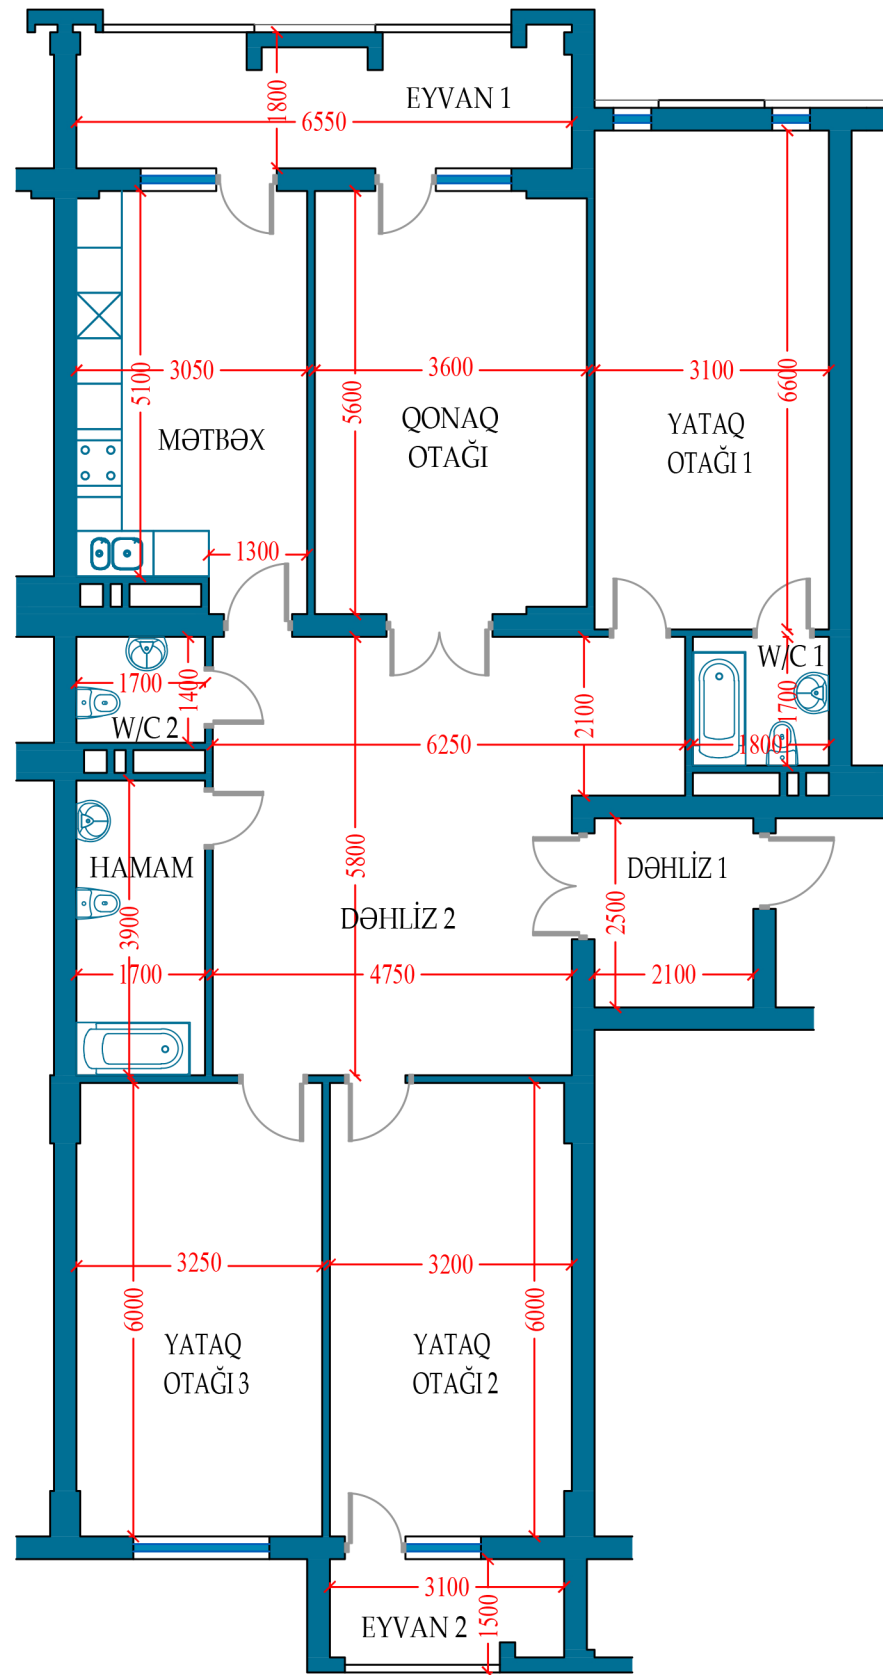 EYVAN 1
1800
6550
3050
3600
3100
5100
5600
6600
MƏTBƏX
QONAQ
OTAĞI
YATAQ
OTAĞI 1
1300
W/C 1
1700
1400
W/C 2
2100
1700
6250
1800
5800
HAMAM
DƏHLİZ 1
DƏHLİZ 2
2500
3900
1700
4750
2100
3250
3200
6000
6000
YATAQ
OTAĞI 3
YATAQ
OTAĞI 2
3100
1500
EYVAN 2